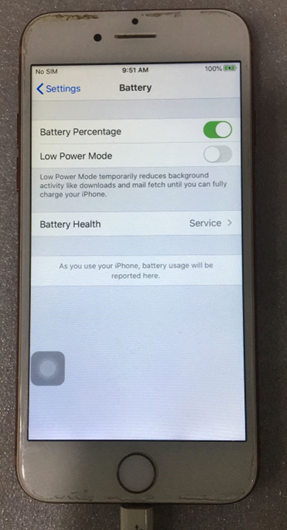 No SIM 9:51 AM 100%
Settings Battery
Battery Percentage
Low Power Mode
Low Power Mode temporarily reduces background
activity like downloads and mail fetch until you can fully
charge your iPhone.
Battery Health Service
As you use your iPhone, battery usage will be
reported here.